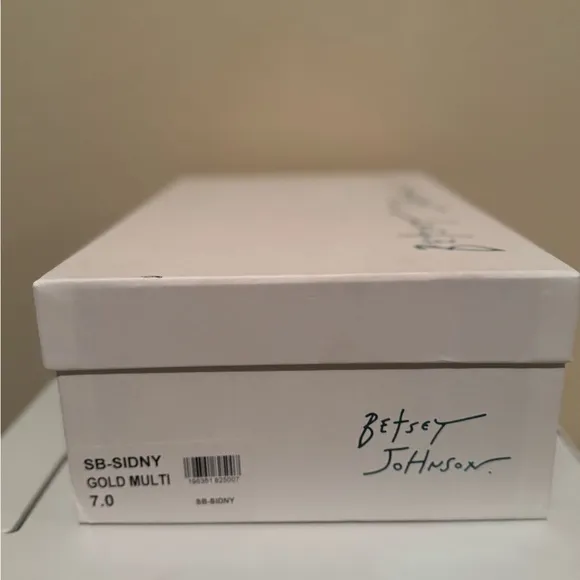 Betsey
Johnson.
SB-SIDNY
GOLD MULTI
7.0
SB-SIDNY